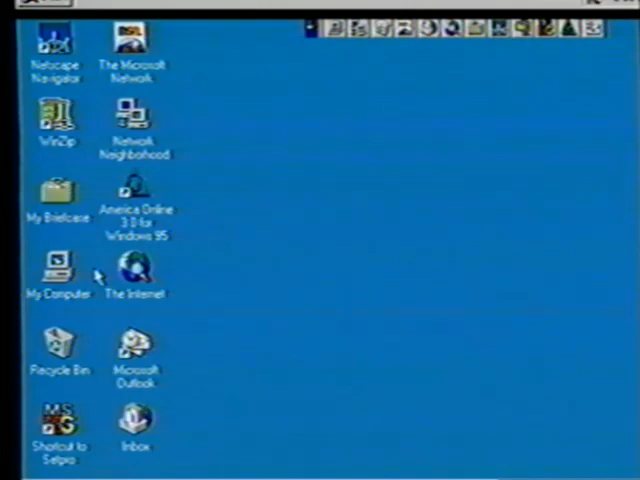 Netscape
Navigator
The Microsoft
Network
WinZip
Network
Neighborhood
My Briefcase
America Online
3.0 for
Windows 95
My Computer
The Internet
Recycle Bin
Microsoft
Outlook
Shortcut to
Setpro
Inbox